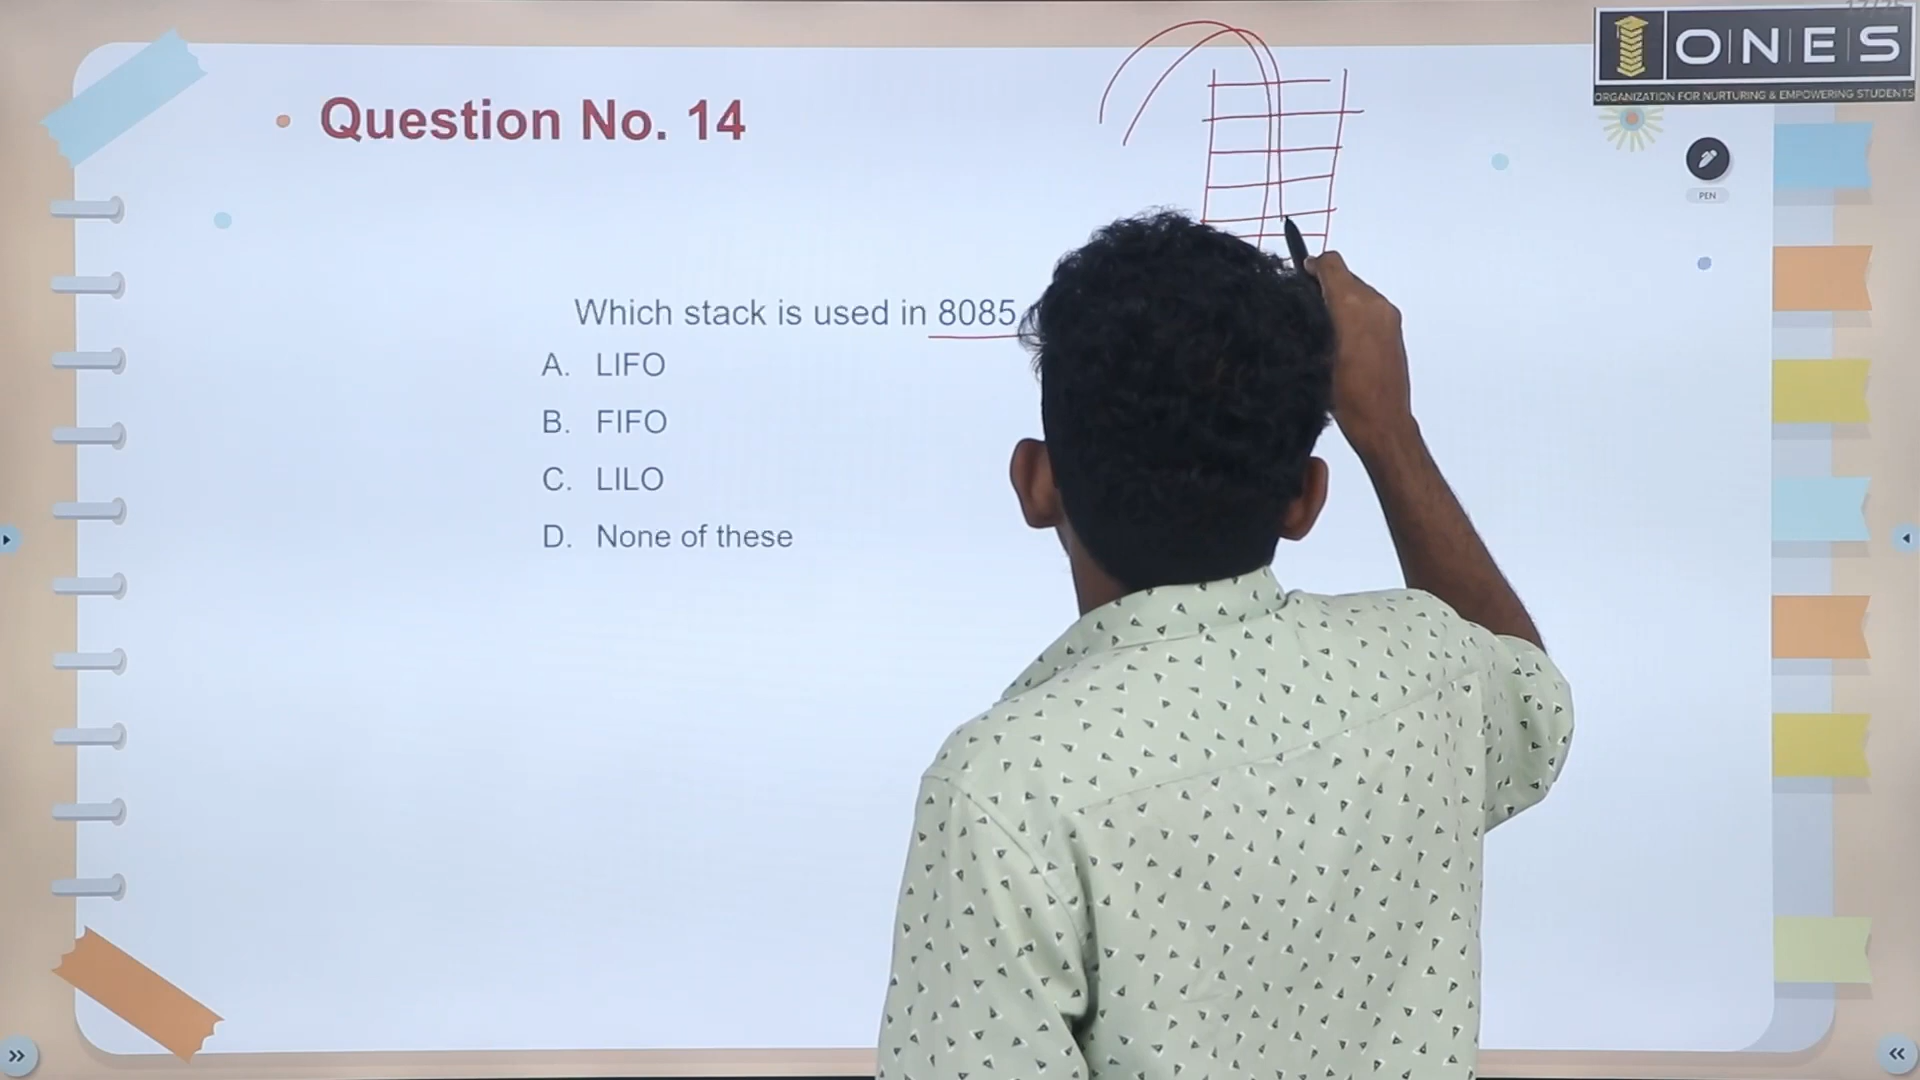 O|N|E|S
ORGANIZATION FOR NURTURING & EMPOWERING STUDENTS
Question No. 14
PEN
Which stack is used in 8085
A. LIFO
B. FIFO
C. LILO
D. None of these